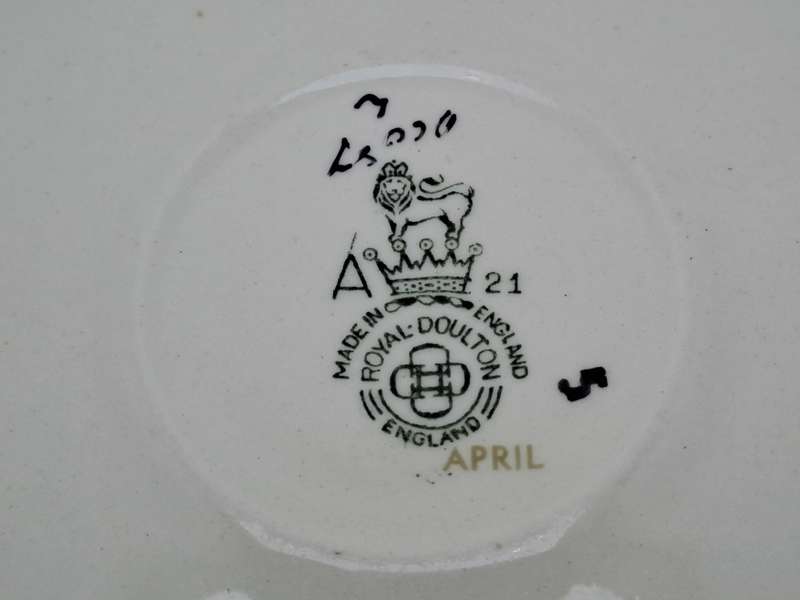 A 21
MADE IN ENGLAND
ROYAL DOULTON
ENGLAND
APRIL
5